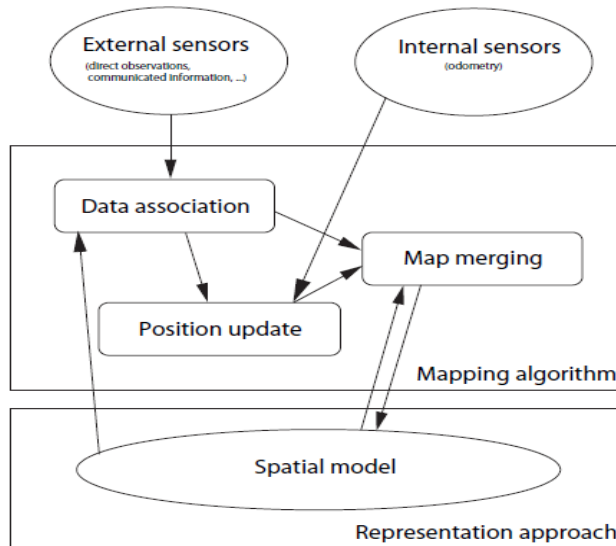 External sensors
(direct observations,
communicated information, ...)
Internal sensors
(odometry)
Data association
Map merging
Position update
Mapping algorithm
Spatial model
Representation approach